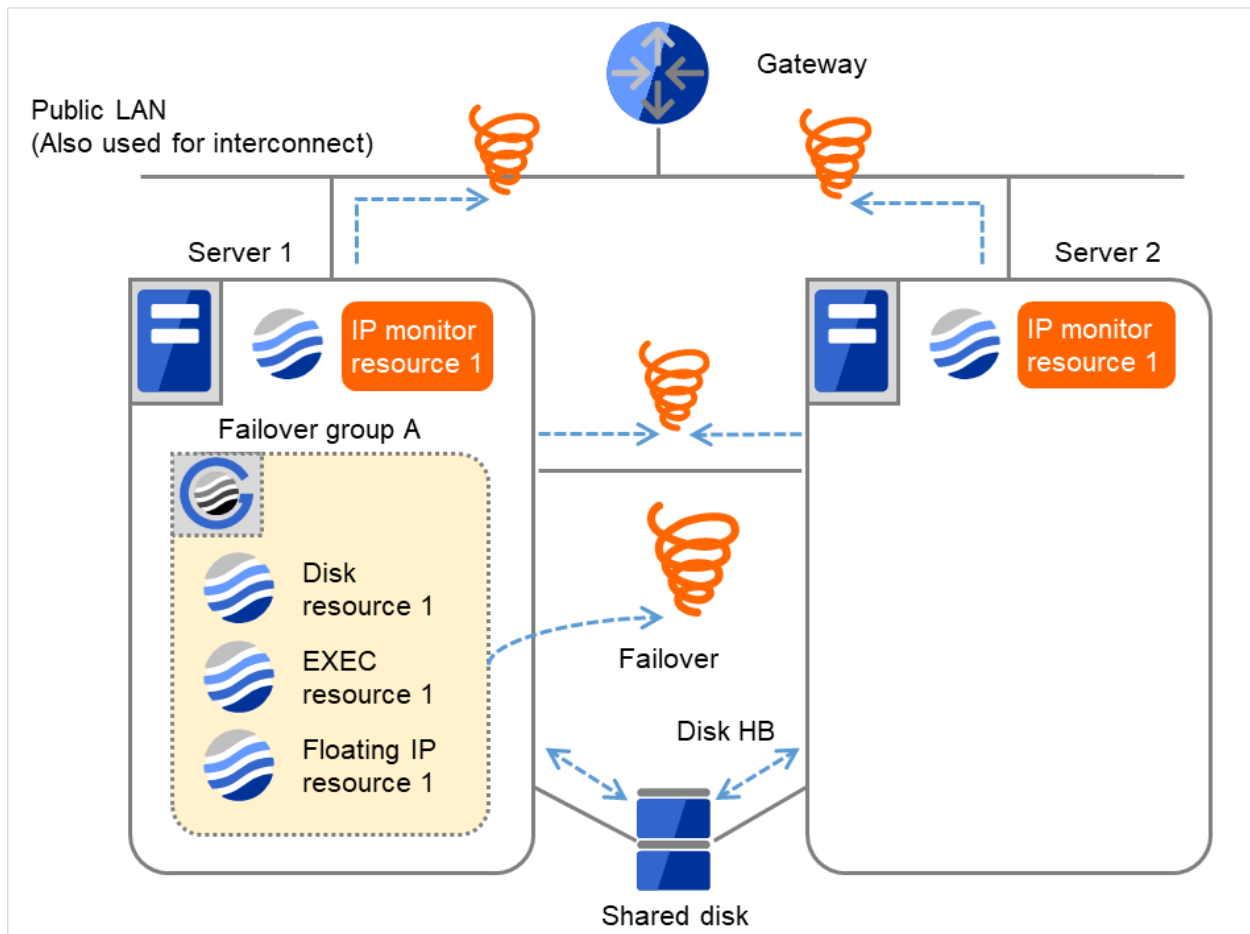 Gateway
Public LAN
(Also used for interconnect)
Server 1
Server 2
IP monitor
resource 1
IP monitor
resource 1
Failover group A
Disk
resource 1
EXEC
resource 1
Failover
Disk HB
Floating IP
resource 1
Shared disk